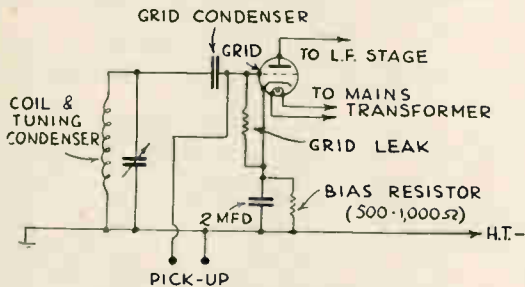 GRID CONDENSER
GRID
TO L.F. STAGE
TO MAINS
TRANSFORMER
COIL &
TUNING
CONDENSER
GRID LEAK
BIAS RESISTOR
(500-1,000Ω)
2 MFD
H.T.-
PICK-UP